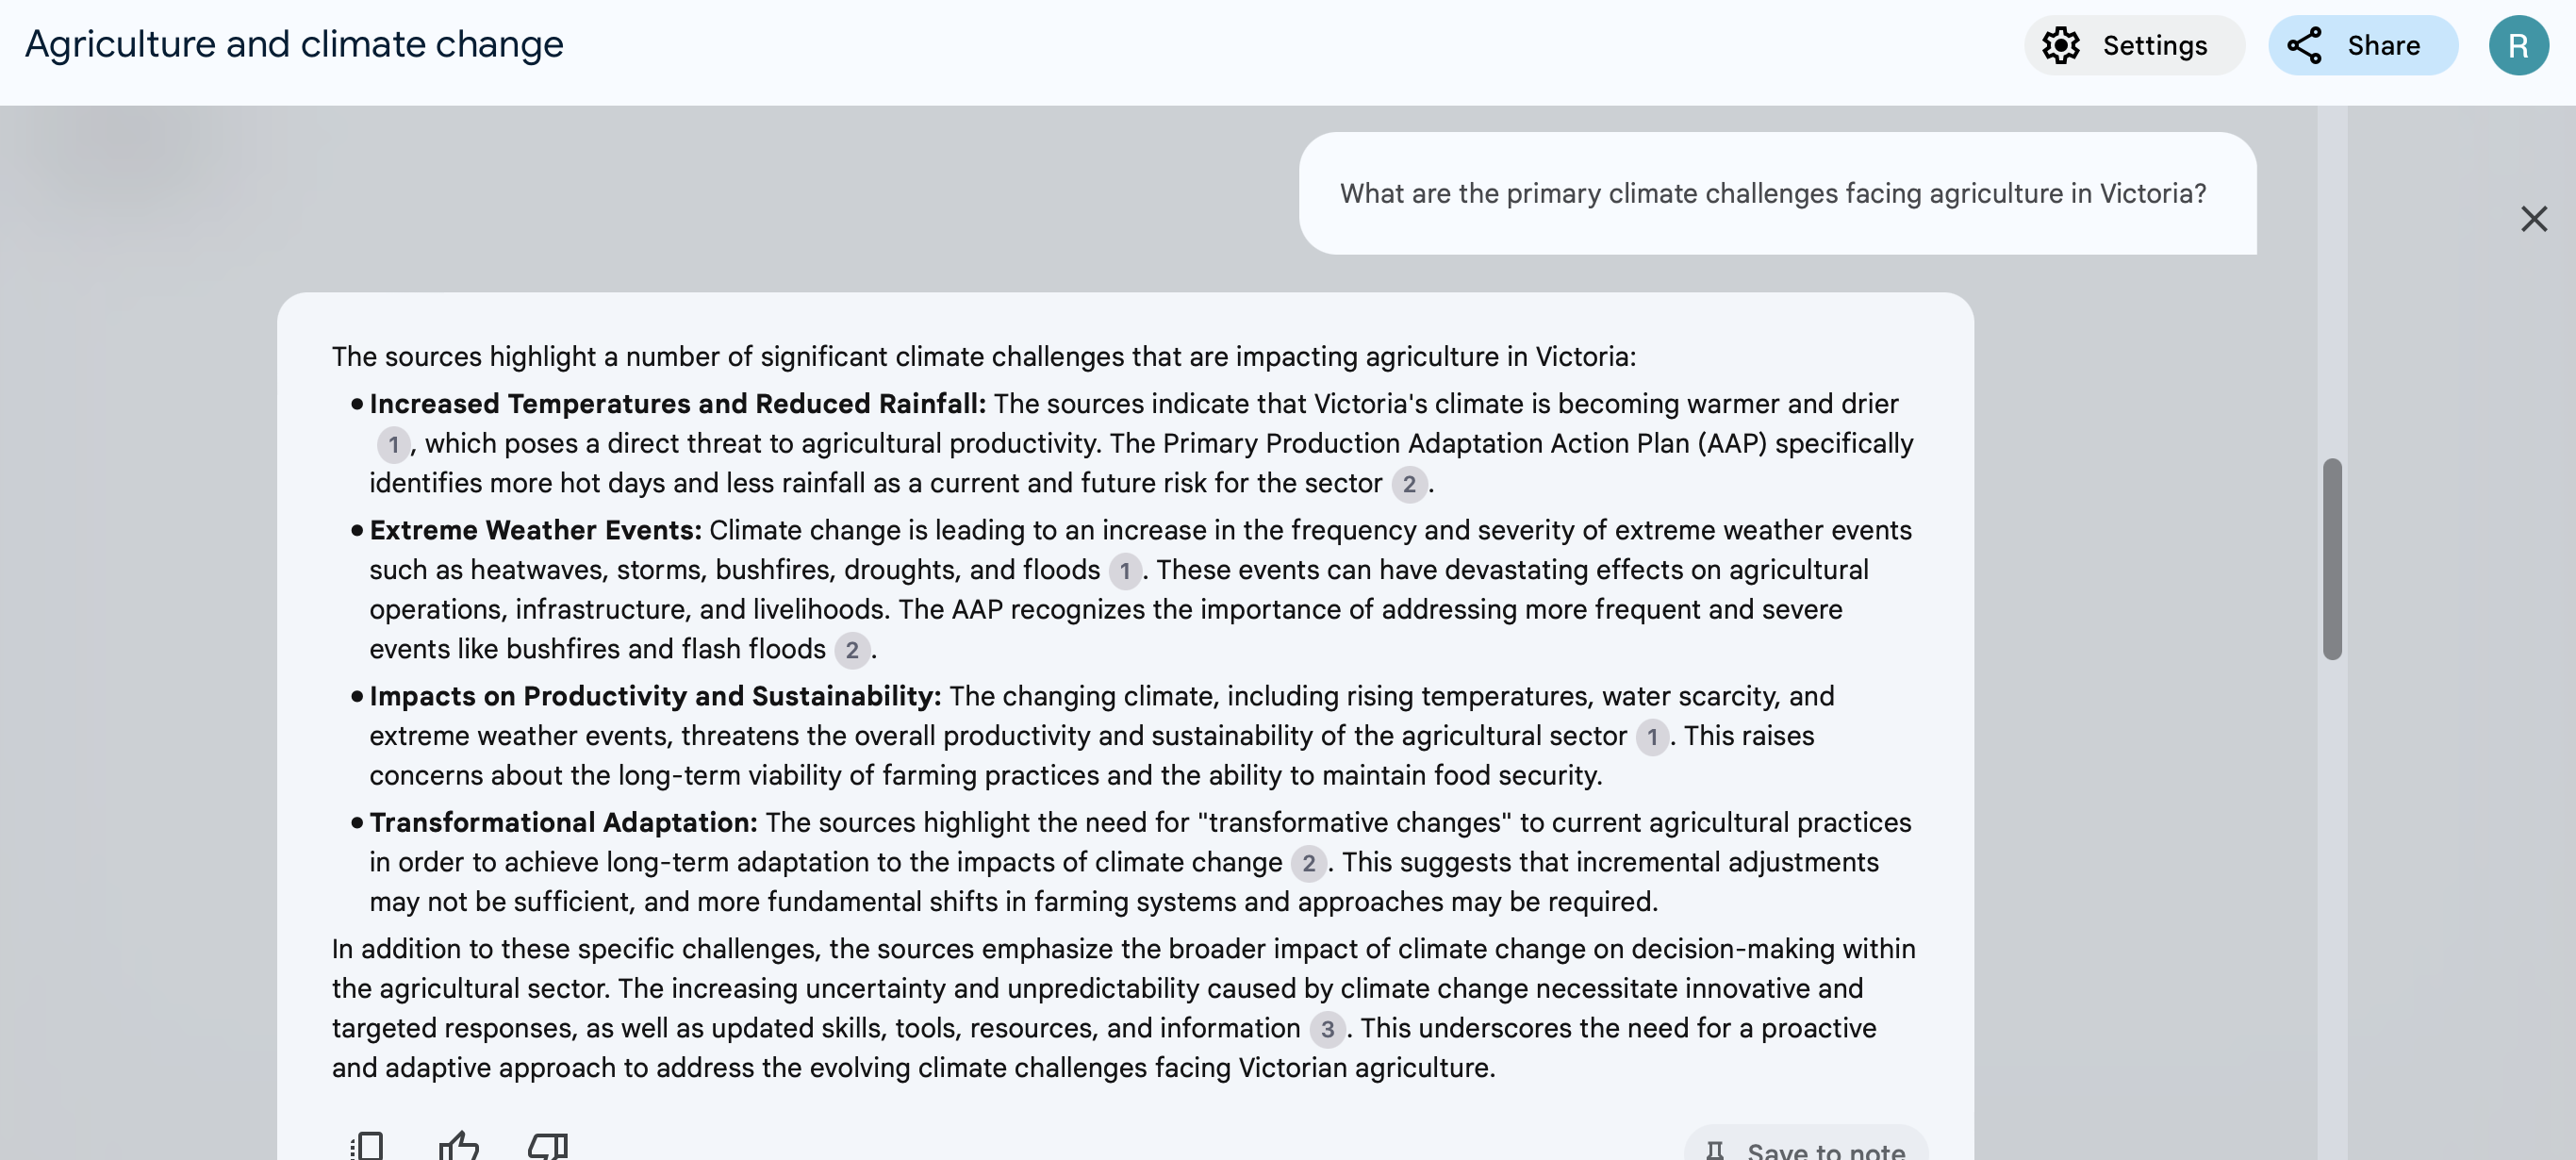 Agriculture and climate change
Settings
Share
R
What are the primary climate challenges facing agriculture in Victoria?
The sources highlight a number of significant climate challenges that are impacting agriculture in Victoria:
● Increased Temperatures and Reduced Rainfall: The sources indicate that Victoria's climate is becoming warmer and drier
1, which poses a direct threat to agricultural productivity. The Primary Production Adaptation Action Plan (AAP) specifically
identifies more hot days and less rainfall as a current and future risk for the sector 2.
● Extreme Weather Events: Climate change is leading to an increase in the frequency and severity of extreme weather events
such as heatwaves, storms, bushfires, droughts, and floods 1. These events can have devastating effects on agricultural
operations, infrastructure, and livelihoods. The AAP recognizes the importance of addressing more frequent and severe
events like bushfires and flash floods 2.
● Impacts on Productivity and Sustainability: The changing climate, including rising temperatures, water scarcity, and
extreme weather events, threatens the overall productivity and sustainability of the agricultural sector 1. This raises
concerns about the long-term viability of farming practices and the ability to maintain food security.
● Transformational Adaptation: The sources highlight the need for "transformative changes" to current agricultural practices
in order to achieve long-term adaptation to the impacts of climate change 2. This suggests that incremental adjustments
may not be sufficient, and more fundamental shifts in farming systems and approaches may be required.
In addition to these specific challenges, the sources emphasize the broader impact of climate change on decision-making within
the agricultural sector. The increasing uncertainty and unpredictability caused by climate change necessitate innovative and
targeted responses, as well as updated skills, tools, resources, and information 3. This underscores the need for a proactive
and adaptive approach to address the evolving climate challenges facing Victorian agriculture.
Save to note